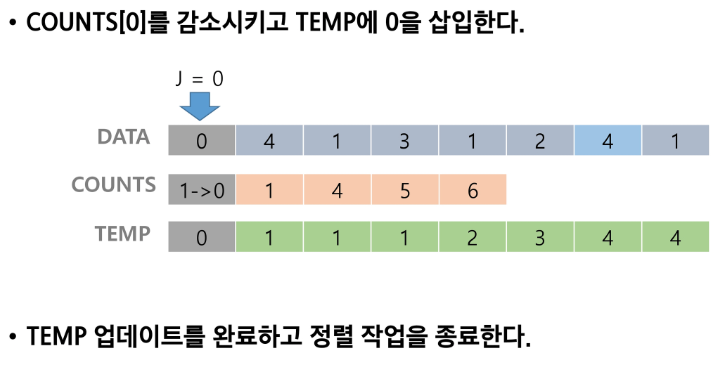 • COUNTS[0]를 감소시키고 TEMP에 0을 삽입한다.
J = 0
DATA 0 4 1 3 1 2 4 1
COUNTS 1->0 1 4 5 6
TEMP 0 1 1 1 2 3 4 4
• TEMP 업데이트를 완료하고 정렬 작업을 종료한다.